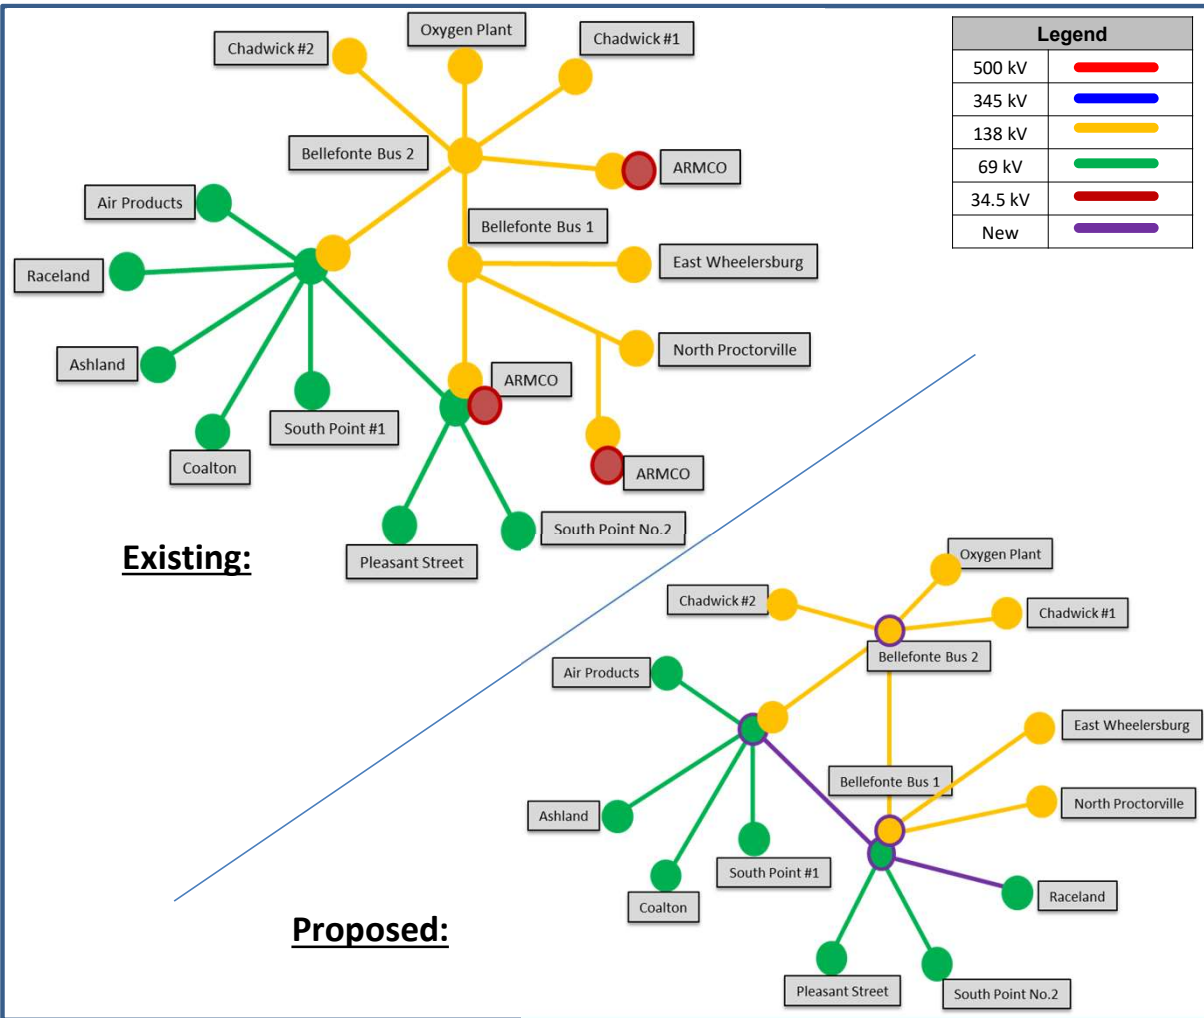 Oxygen Plant
Chadwick #2
Chadwick #1
Bellefonte Bus 2
ARMCO
Air Products
Bellefonte Bus 1
Raceland
East Wheelersburg
Ashland
North Proctorville
ARMCO
South Point #1
Coalton
ARMCO
South Point No.2
Pleasant Street
Existing:
Legend
500 kV
345 kV
138 kV
69 kV
34.5 kV
New
Oxygen Plant
Chadwick #2
Chadwick #1
Bellefonte Bus 2
Air Products
East Wheelersburg
Bellefonte Bus 1
North Proctorville
Ashland
South Point #1
Raceland
Coalton
Pleasant Street
South Point No.2
Proposed: